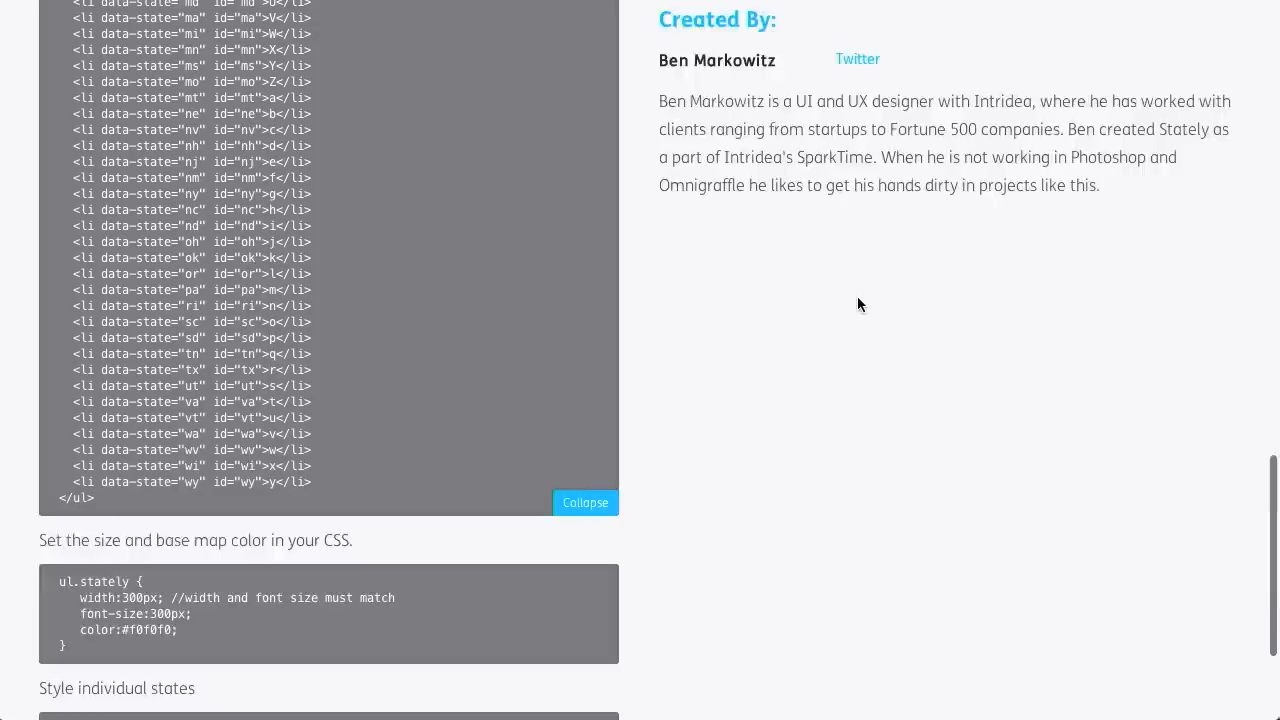 <li data-state="md" id="md">U</li>
<li data-state="ma" id="ma">V</li>
<li data-state="mi" id="mi">W</li>
<li data-state="mn" id="mn">X</li>
<li data-state="ms" id="ms">Y</li>
<li data-state="mo" id="mo">Z</li>
<li data-state="mt" id="mt">a</li>
<li data-state="ne" id="ne">b</li>
<li data-state="nv" id="nv">c</li>
<li data-state="nh" id="nh">d</li>
<li data-state="nj" id="nj">e</li>
<li data-state="nm" id="nm">f</li>
<li data-state="ny" id="ny">g</li>
<li data-state="nc" id="nc">h</li>
<li data-state="nd" id="nd">i</li>
<li data-state="oh" id="oh">j</li>
<li data-state="ok" id="ok">k</li>
<li data-state="or" id="or">l</li>
<li data-state="pa" id="pa">m</li>
<li data-state="ri" id="ri">n</li>
<li data-state="sc" id="sc">o</li>
<li data-state="sd" id="sd">p</li>
<li data-state="tn" id="tn">q</li>
<li data-state="tx" id="tx">r</li>
<li data-state="ut" id="ut">s</li>
<li data-state="va" id="va">t</li>
<li data-state="vt" id="vt">u</li>
<li data-state="wa" id="wa">v</li>
<li data-state="wv" id="wv">w</li>
<li data-state="wi" id="wi">x</li>
<li data-state="wy" id="wy">y</li>
</ul>
Collapse
Set the size and base map color in your CSS.
ul.stately {
width:300px; //width and font size must match
font-size:300px;
color:#f0f0f0;
}
Style individual states
Created By:
Ben Markowitz
Twitter
Ben Markowitz is a UI and UX designer with Intridea, where he has worked with
clients ranging from startups to Fortune 500 companies. Ben created Stately as
a part of Intridea's SparkTime. When he is not working in Photoshop and
Omnigraffle he likes to get his hands dirty in projects like this.